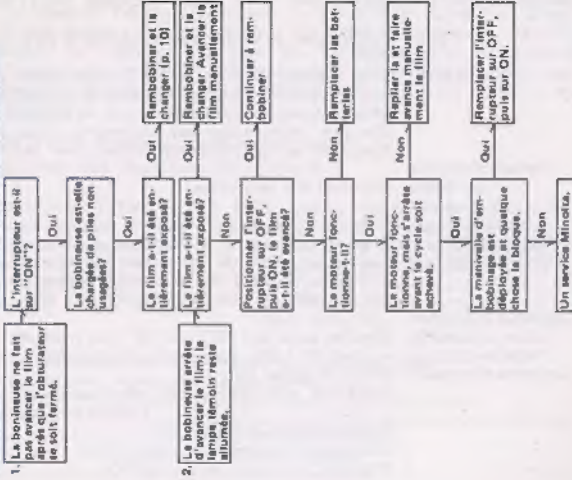 1. La bonineuse ne fait
pas avancer le film
après que l'obturateur
se soit fermé.
L'interrupteur est-il
sur "ON"?
Oui
La bobineuse est-elle
chargée de piles non
usagées?
Oui
Le film a-t-il été en-
tièrement exposé?
Oui
Rembobiner et le
changer (p. 10)
2. La bobineuse arrête
d'avancer le film; la
lampe témoin reste
allumée.
Le film a-t-il été en-
tièrement exposé?
Oui
Rembobiner et le
changer Avancer le
film manuellement
Non
Positionner l'inter-
rupteur sur OFF,
puis ON, le film
a-t-il été avancé?
Oui
Continuer à rem-
bobiner
Non
Le moteur fonc-
tionne-t-il?
Non
Remplacer les bat-
teries
Oui
Le moteur fonc-
tionne, mais s'arrête
avant le cycle soit
achevé.
Non
Replier la et faire
avance manuelle-
ment le film
Oui
La manivelle d'em-
bobinage est
déployée et quelque
chose la bloque.
Oui
Remplacer l'inter-
rupteur sur OFF,
puis sur ON.
Non
Un service Minolta.